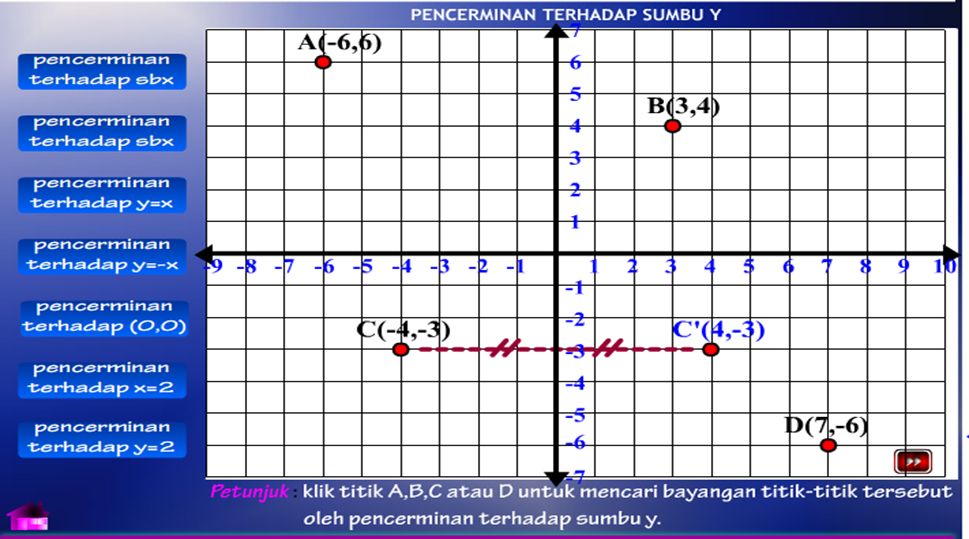 PENCERMINAN TERHADAP SUMBU Y
pencerminan
terhadap sbx
pencerminan
terhadap sbx
pencerminan
terhadap y=x
pencerminan
terhadap y=-x
pencerminan
terhadap (0,0)
pencerminan
terhadap x=2
pencerminan
terhadap y=2
7
A(-6,6)
6
5
B(3,4)
4
3
2
1
-9 -8 -7 -6 -5 -4 -3 -2 -1 1 2 3 4 5 6 7 8 9 10
-1
-2
C(-4,-3) C'(4,-3)
-3
-4
-5
D(7,-6)
-6
-7
Petunjuk : klik titik A,B,C atau D untuk mencari bayangan titik-titik tersebut
oleh pencerminan terhadap sumbu y.